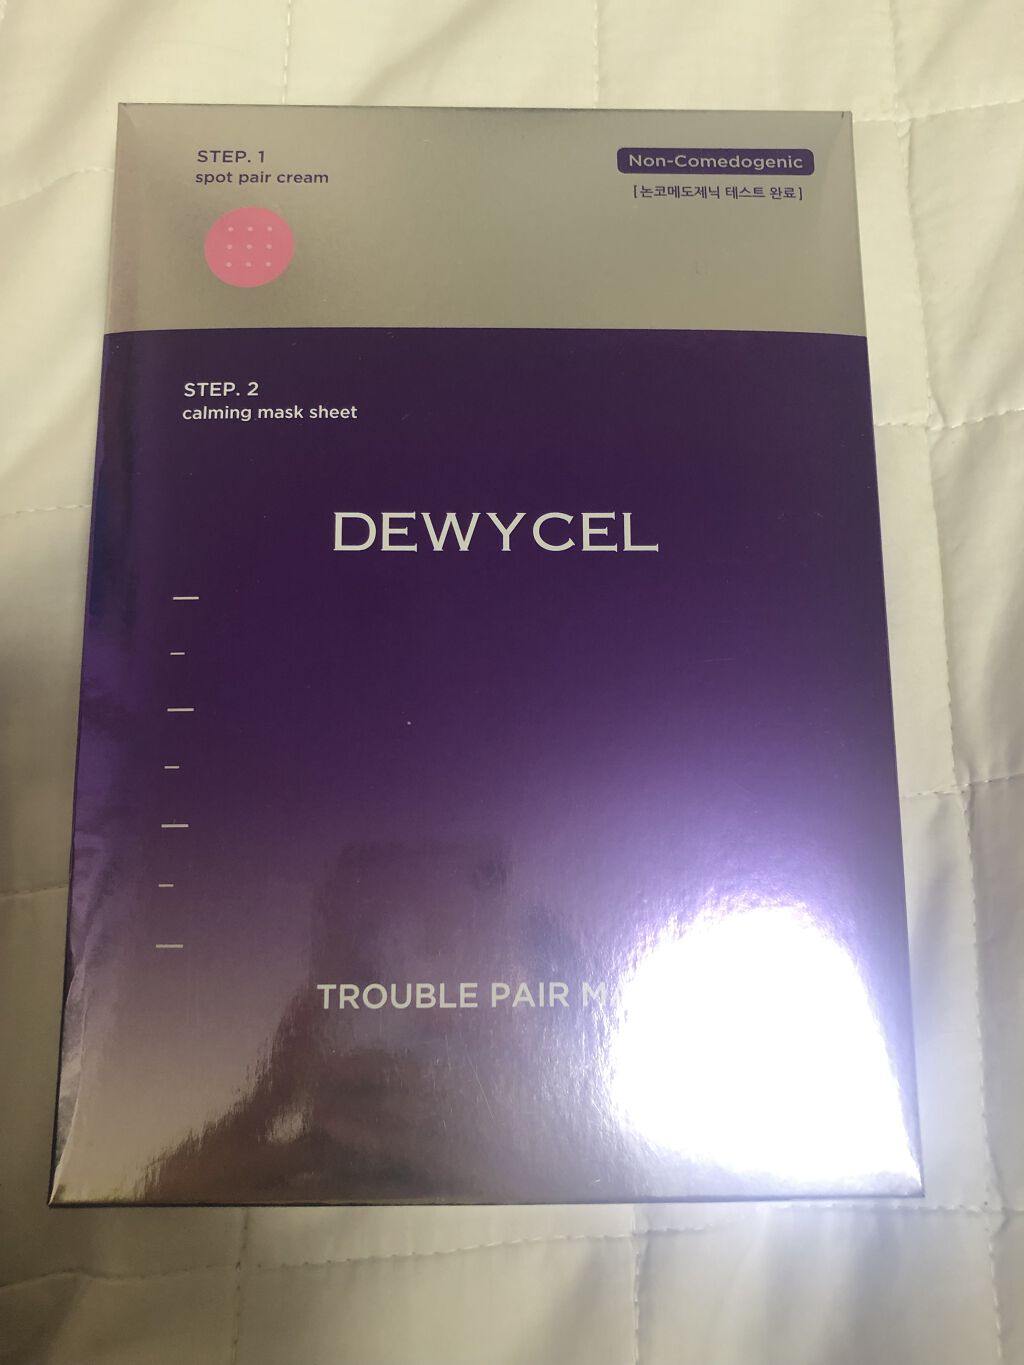 STEP. 1
spot pair cream
Non-Comedogenic
[논코메도제닉 테스트 완료]
STEP. 2
calming mask sheet
DEWYCEL
TROUBLE PAIR